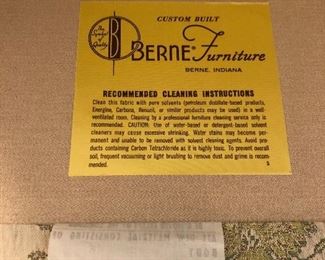 CUSTOM BUILT
The Symbol of Quality
B
BERNE Furniture
BERNE, INDIANA
RECOMMENDED CLEANING INSTRUCTIONS
Clean this fabric with pure solvents (petroleum distillate-based products,
Energine, Carbona, Renuzit, or similar products may be used) in a well-
ventilated room. Cleaning by a professional furniture cleaning service only is
recommended. CAUTION: Use of water-based or detergent-based solvent
cleaners may cause excessive shrinking. Water stains may become per-
manent and unable to be removed with solvent cleaning agents. Avoid pro-
ducts containing Carbon Tetrachloride as it is highly toxic. To prevent overall
soil, frequent vacuuming or light brushing to remove dust and grime is recom-
mended.
S
CONSISTING OF
BODY